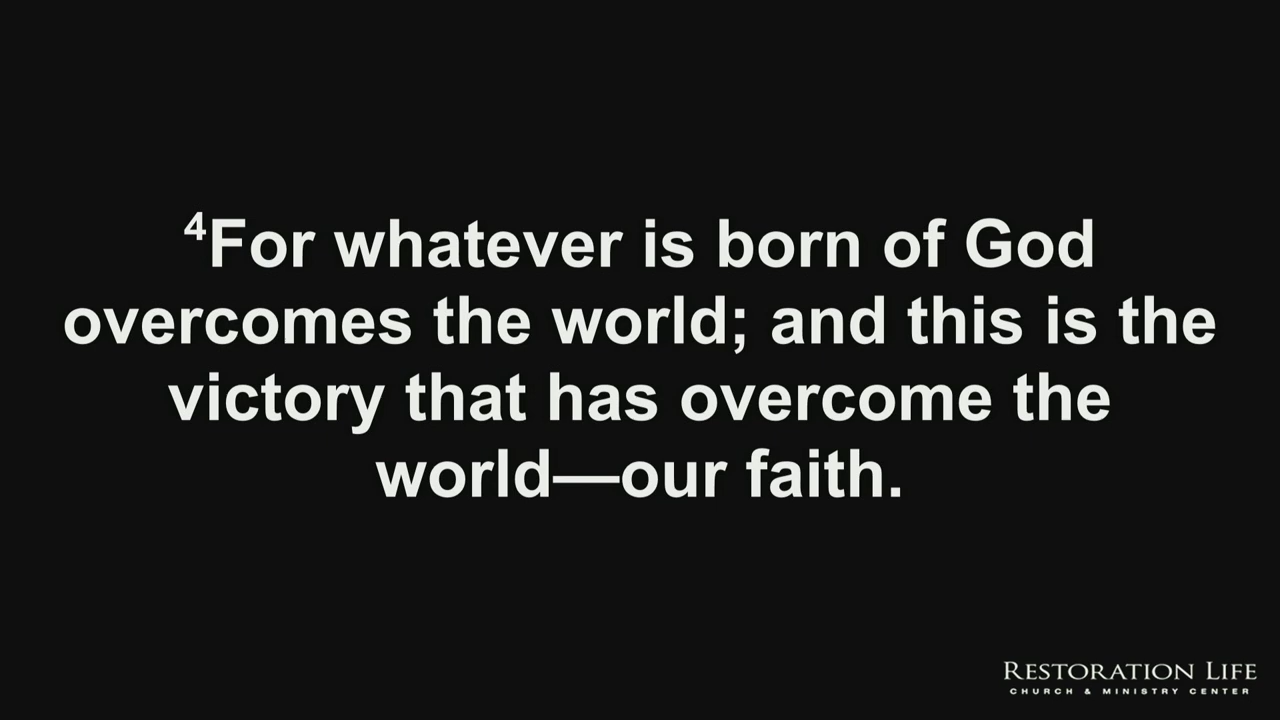 ⁴For whatever is born of God
overcomes the world; and this is the
victory that has overcome the
world—our faith.
RESTORATION LIFE
CHURCH & MINISTRY CENTER